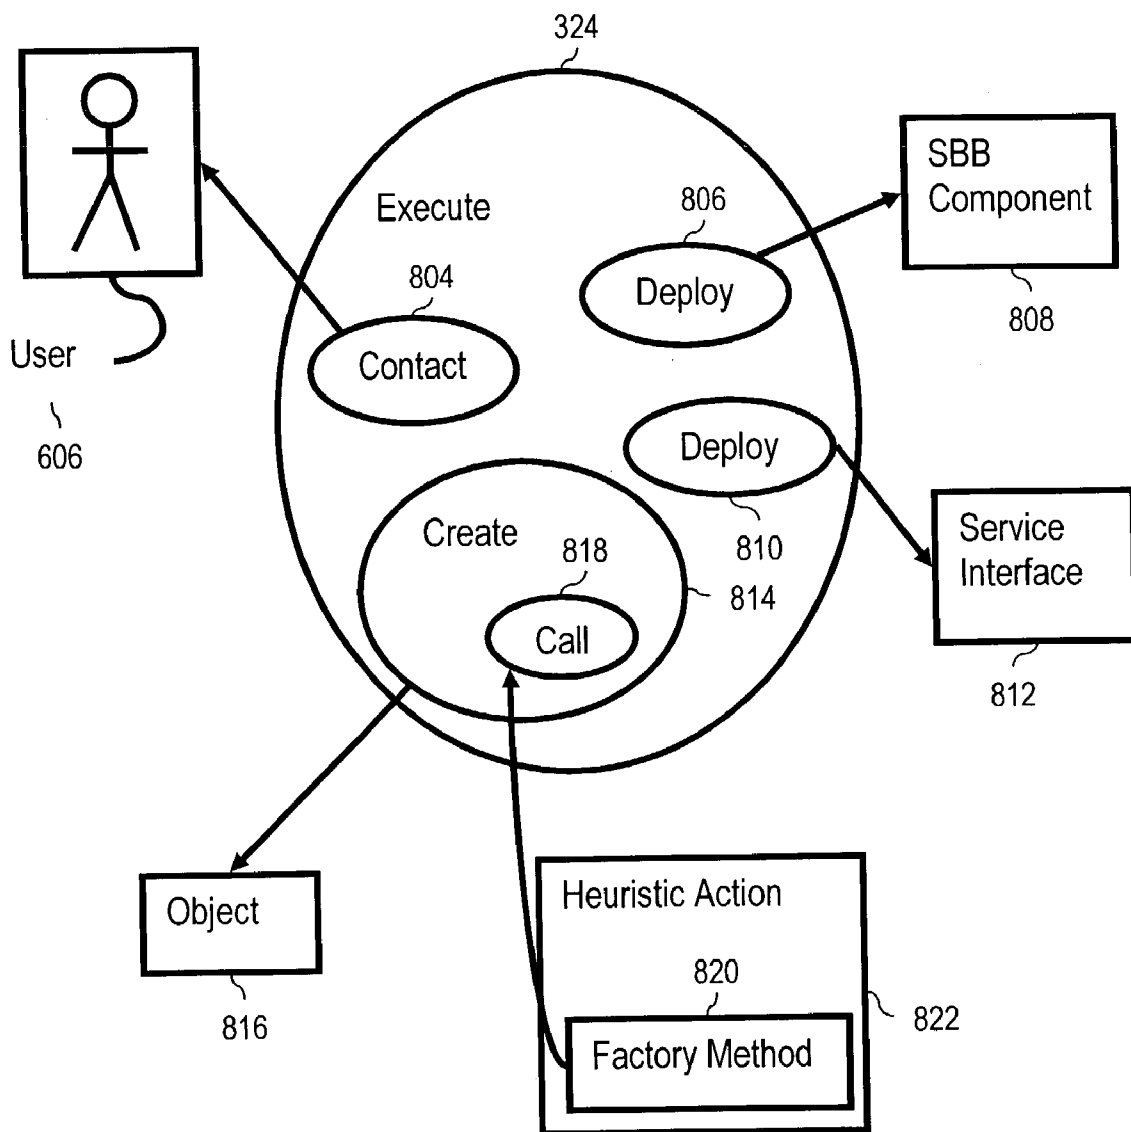 324
SBB
Component
808
Execute
806
Deploy
804
Contact
User
606
Deploy
810
Service
Interface
812
Create
818
814
Call
Object
816
Heuristic Action
820
822
Factory Method